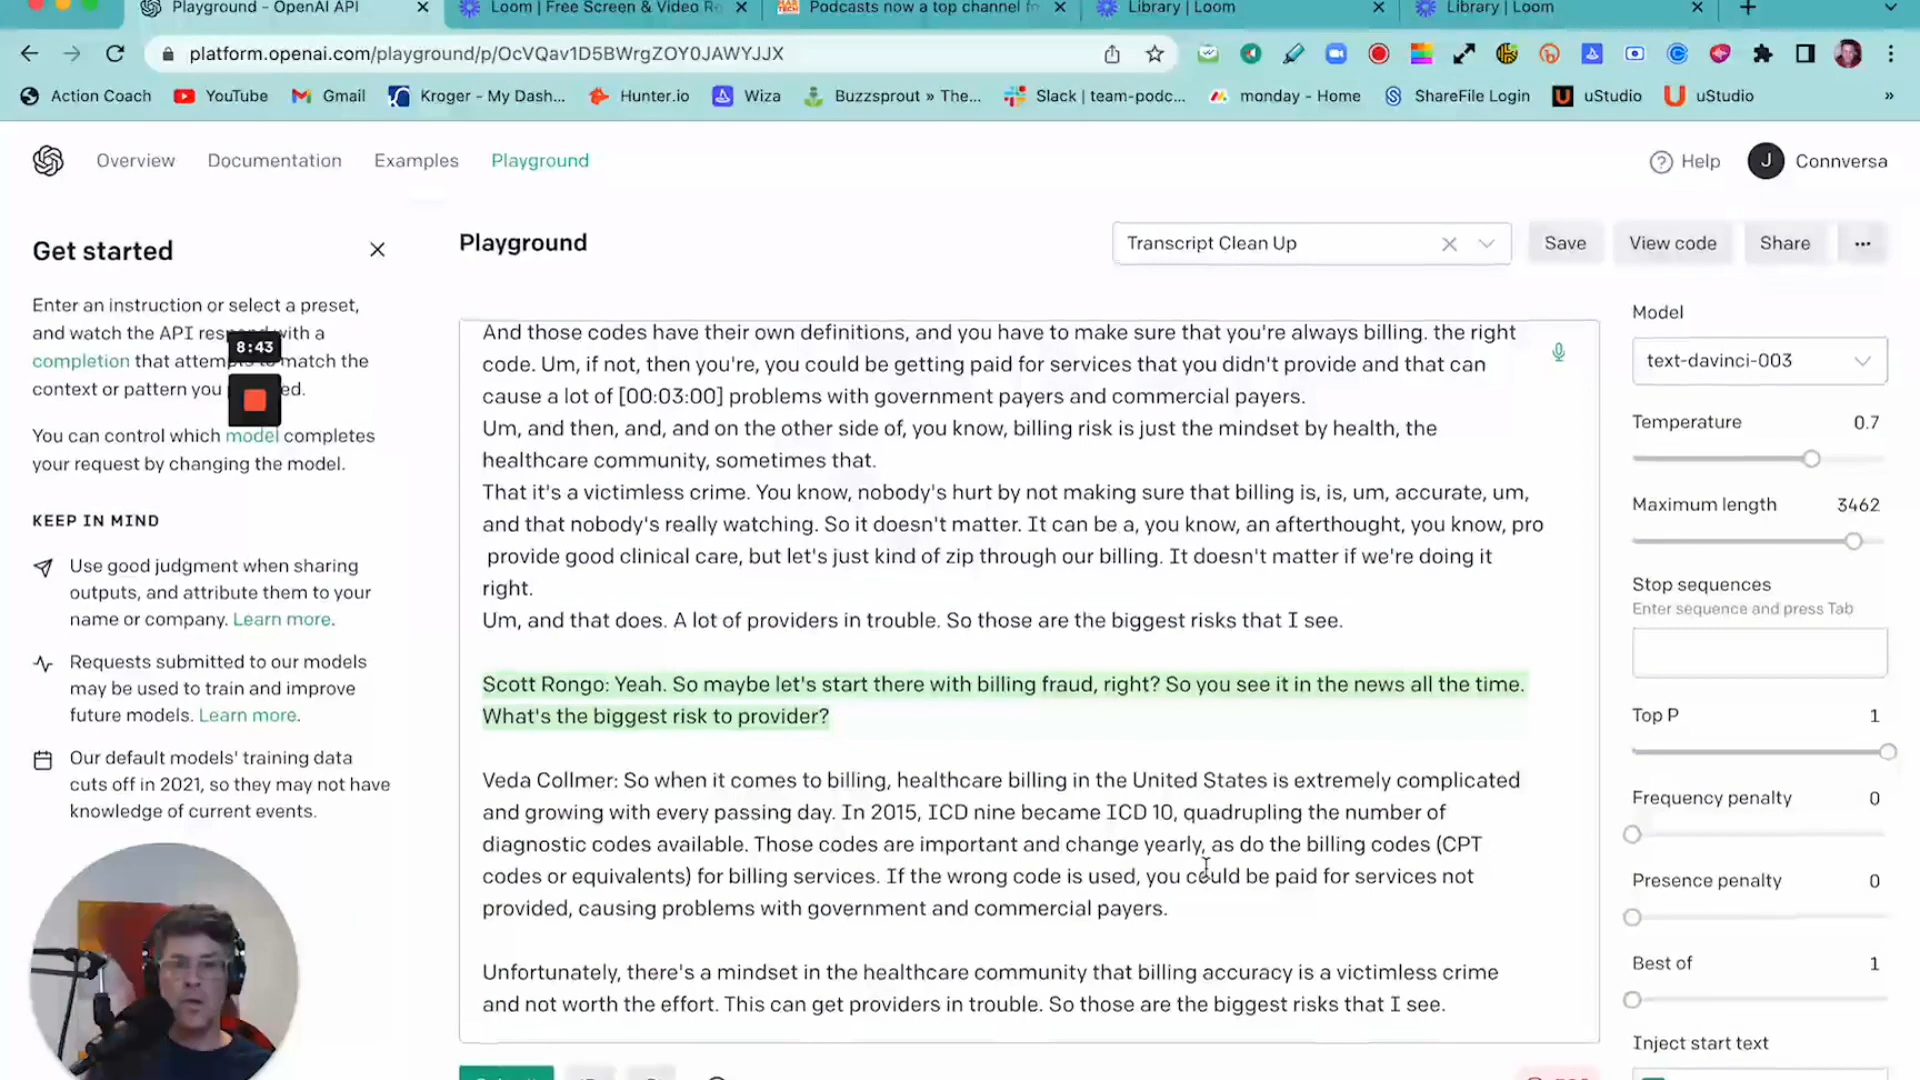 Playground - OpenAI API
Loom | Free Screen & Video Re
Podcasts now a top channel fr
Library | Loom
Library | Loom
platform.openai.com/playground/p/OcVQav1D5BWrgZOY0JAWYJJX
Action Coach
YouTube
Gmail
Kroger - My Dash...
Hunter.io
Wiza
Buzzsprout » The...
Slack | team-podc...
monday - Home
ShareFile Login
uStudio
uStudio
»
Overview
Documentation
Examples
Playground
Help
J
Connversa
Get started
Enter an instruction or select a preset,
and watch the API respond with a
completion that attempts to match the
context or pattern you
ed.
8:43
You can control which model completes
your request by changing the model.
KEEP IN MIND
Use good judgment when sharing
outputs, and attribute them to your
name or company. Learn more.
Requests submitted to our models
may be used to train and improve
future models. Learn more.
Our default models' training data
cuts off in 2021, so they may not have
knowledge of current events.
Playground
Transcript Clean Up
Save
View code
Share
...
And those codes have their own definitions, and you have to make sure that you're always billing. the right
code. Um, if not, then you're, you could be getting paid for services that you didn't provide and that can
cause a lot of [00:03:00] problems with government payers and commercial payers.
Um, and then, and, and on the other side of, you know, billing risk is just the mindset by health, the
healthcare community, sometimes that.
That it's a victimless crime. You know, nobody's hurt by not making sure that billing is, is, um, accurate, um,
and that nobody's really watching. So it doesn't matter. It can be a, you know, an afterthought, you know, pro
provide good clinical care, but let's just kind of zip through our billing. It doesn't matter if we're doing it
right.
Um, and that does. A lot of providers in trouble. So those are the biggest risks that I see.
Scott Rongo: Yeah. So maybe let's start there with billing fraud, right? So you see it in the news all the time.
What's the biggest risk to provider?
Veda Collmer: So when it comes to billing, healthcare billing in the United States is extremely complicated
and growing with every passing day. In 2015, ICD nine became ICD 10, quadrupling the number of
diagnostic codes available. Those codes are important and change yearly, as do the billing codes (CPT
codes or equivalents) for billing services. If the wrong code is used, you could be paid for services not
provided, causing problems with government and commercial payers.
Unfortunately, there's a mindset in the healthcare community that billing accuracy is a victimless crime
and not worth the effort. This can get providers in trouble. So those are the biggest risks that I see.
Model
text-davinci-003
Temperature 0.7
Maximum length 3462
Stop sequences
Enter sequence and press Tab
Top P 1
Frequency penalty 0
Presence penalty 0
Best of 1
Inject start text